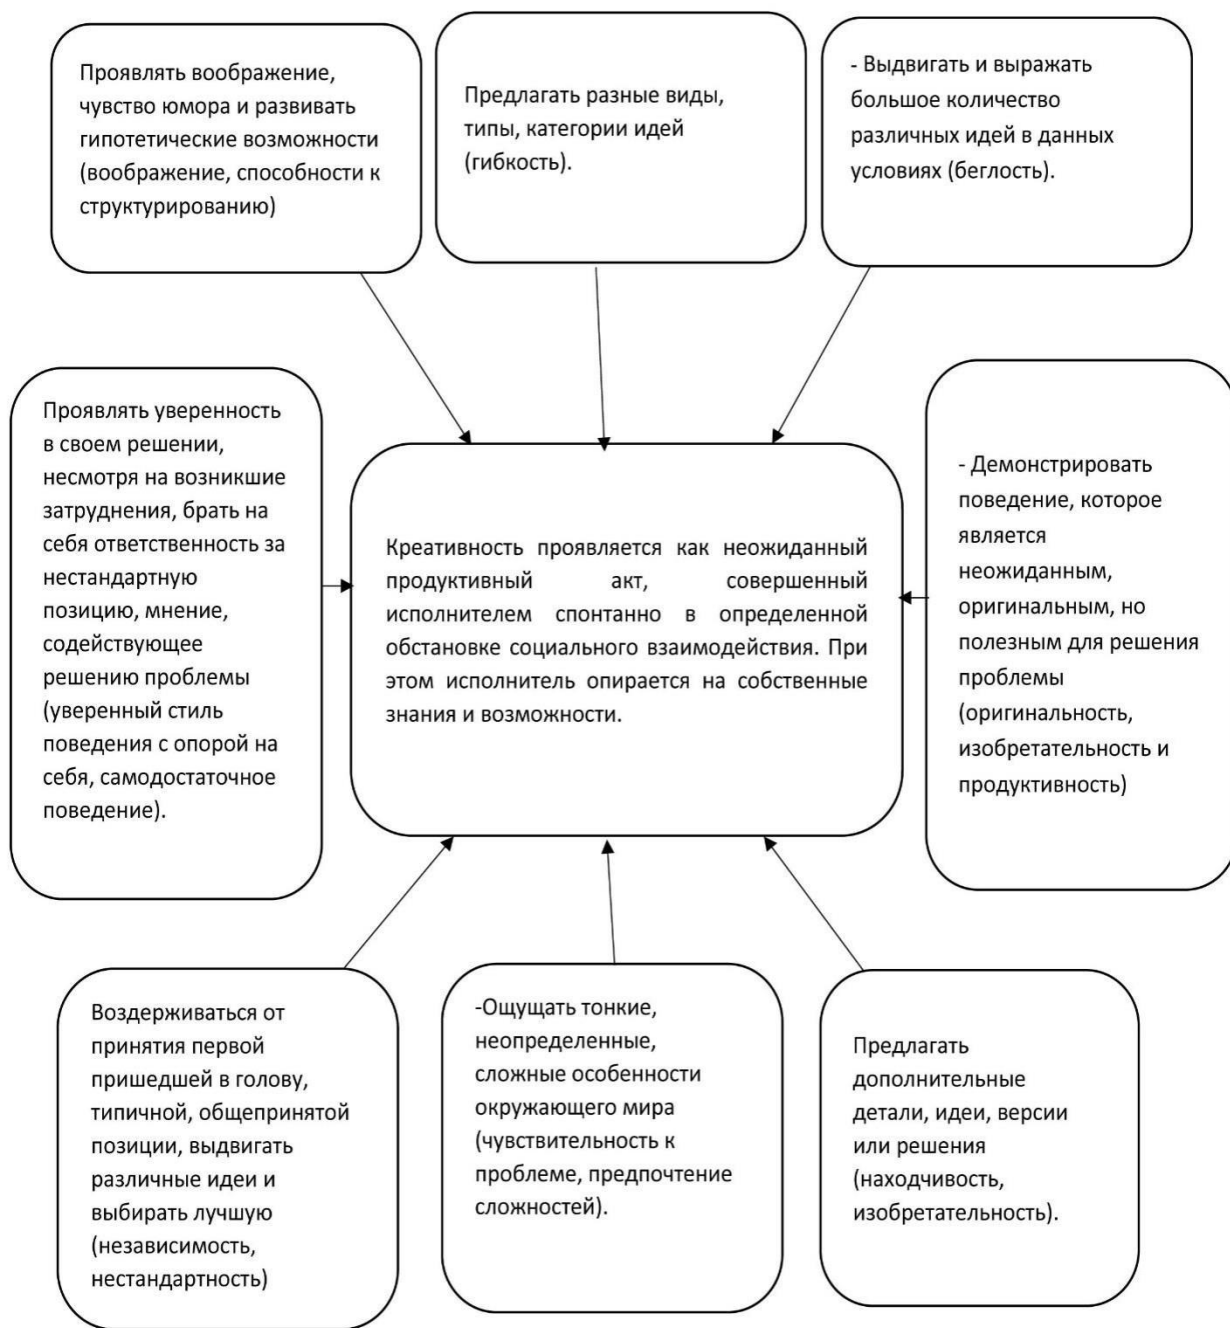 Проявлять воображение,
чувство юмора и развивать
гипотетические возможности
(воображение, способности к
структурированию)
Предлагать разные виды,
типы, категории идей
(гибкость).
- Выдвигать и выражать
большое количество
различных идей в данных
условиях (беглость).
Проявлять уверенность
в своем решении,
несмотря на возникшие
затруднения, брать на
себя ответственность за
нестандартную
позицию, мнение,
содействующее
решению проблемы
(уверенный стиль
поведения с опорой на
себя, самодостаточное
поведение).
Креативность проявляется как неожиданный
продуктивный акт, совершенный
исполнителем спонтанно в определенной
обстановке социального взаимодействия. При
этом исполнитель опирается на собственные
знания и возможности.
- Демонстрировать
поведение, которое
является
неожиданным,
оригинальным, но
полезным для решения
проблемы
(оригинальность,
изобретательность и
продуктивность)
Воздерживаться от
принятия первой
пришедшей в голову,
типичной, общепринятой
позиции, выдвигать
различные идеи и
выбирать лучшую
(независимость,
нестандартность)
-Ощущать тонкие,
неопределенные,
сложные особенности
окружающего мира
(чувствительность к
проблеме, предпочтение
сложностей).
Предлагать
дополнительные
детали, идеи, версии
или решения
(находчивость,
изобретательность).